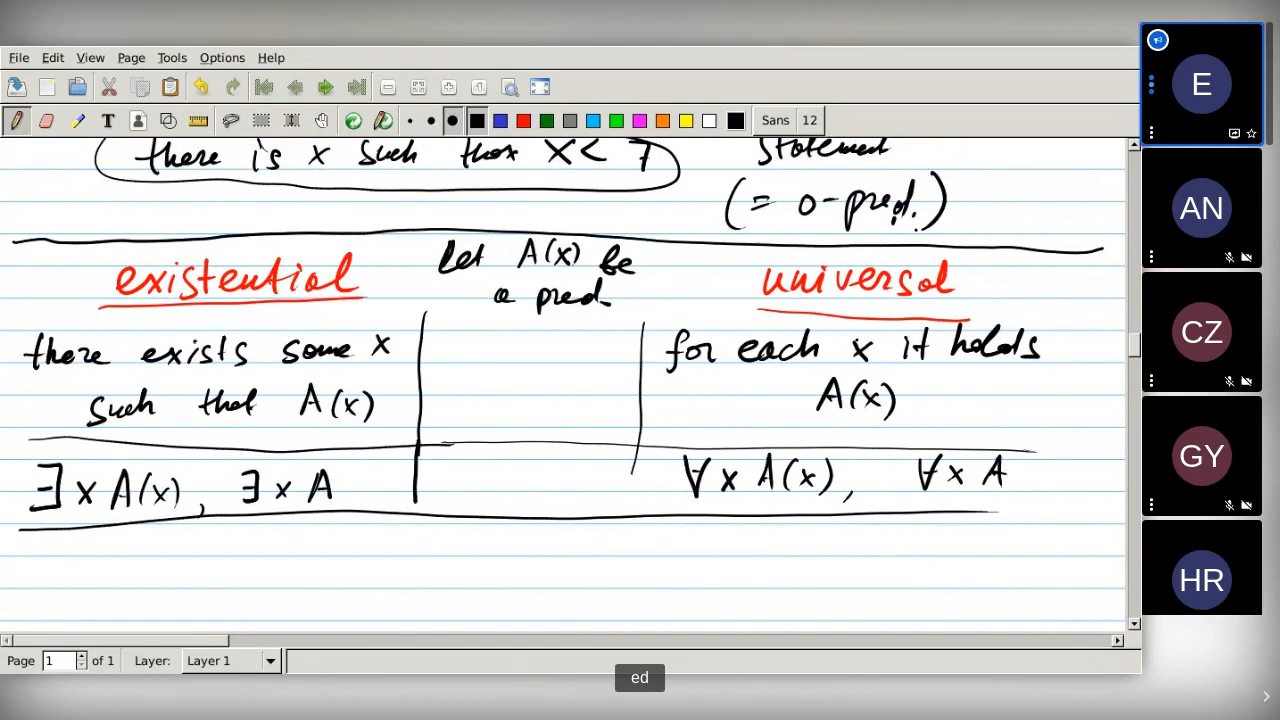 File Edit View Page Tools Options Help
Sans 12
there is x such that x < 7
statement
(= 0-pred.)
existential
Let A(x) be
a pred.
universal
there exists some x
such that A(x)
for each x it holds
A(x)
∃ x A(x), ∃ x A
∀ x A(x), ∀ x A
Page 1 of 1 Layer: Layer 1
ed
E
AN
CZ
GY
HR